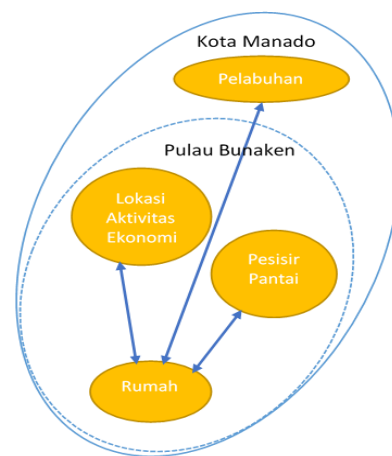 Kota Manado
Pelabuhan
Pulau Bunaken
Lokasi
Aktivitas
Ekonomi
Pesisir
Pantai
Rumah